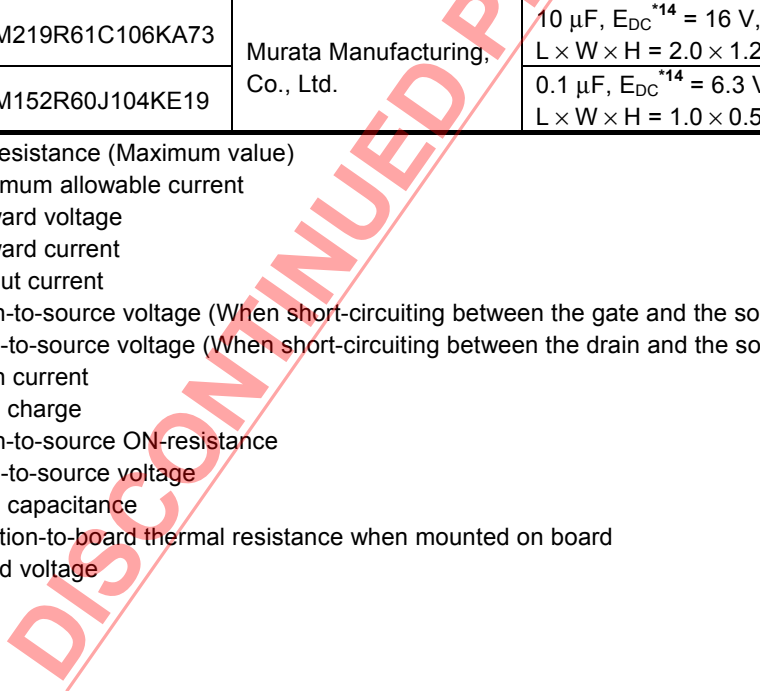 M219R61C106KA73
Murata Manufacturing,
Co., Ltd.
10 μF, EDC*14 = 16 V,
L × W × H = 2.0 × 1.2
M152R60J104KE19
0.1 μF, EDC*14 = 6.3 V
L × W × H = 1.0 × 0.5
esistance (Maximum value)
mum allowable current
ard voltage
ard current
ut current
n-to-source voltage (When short-circuiting between the gate and the so
-to-source voltage (When short-circuiting between the drain and the so
n current
charge
n-to-source ON-resistance
-to-source voltage
capacitance
tion-to-board thermal resistance when mounted on board
d voltage
DISCONTINUED P